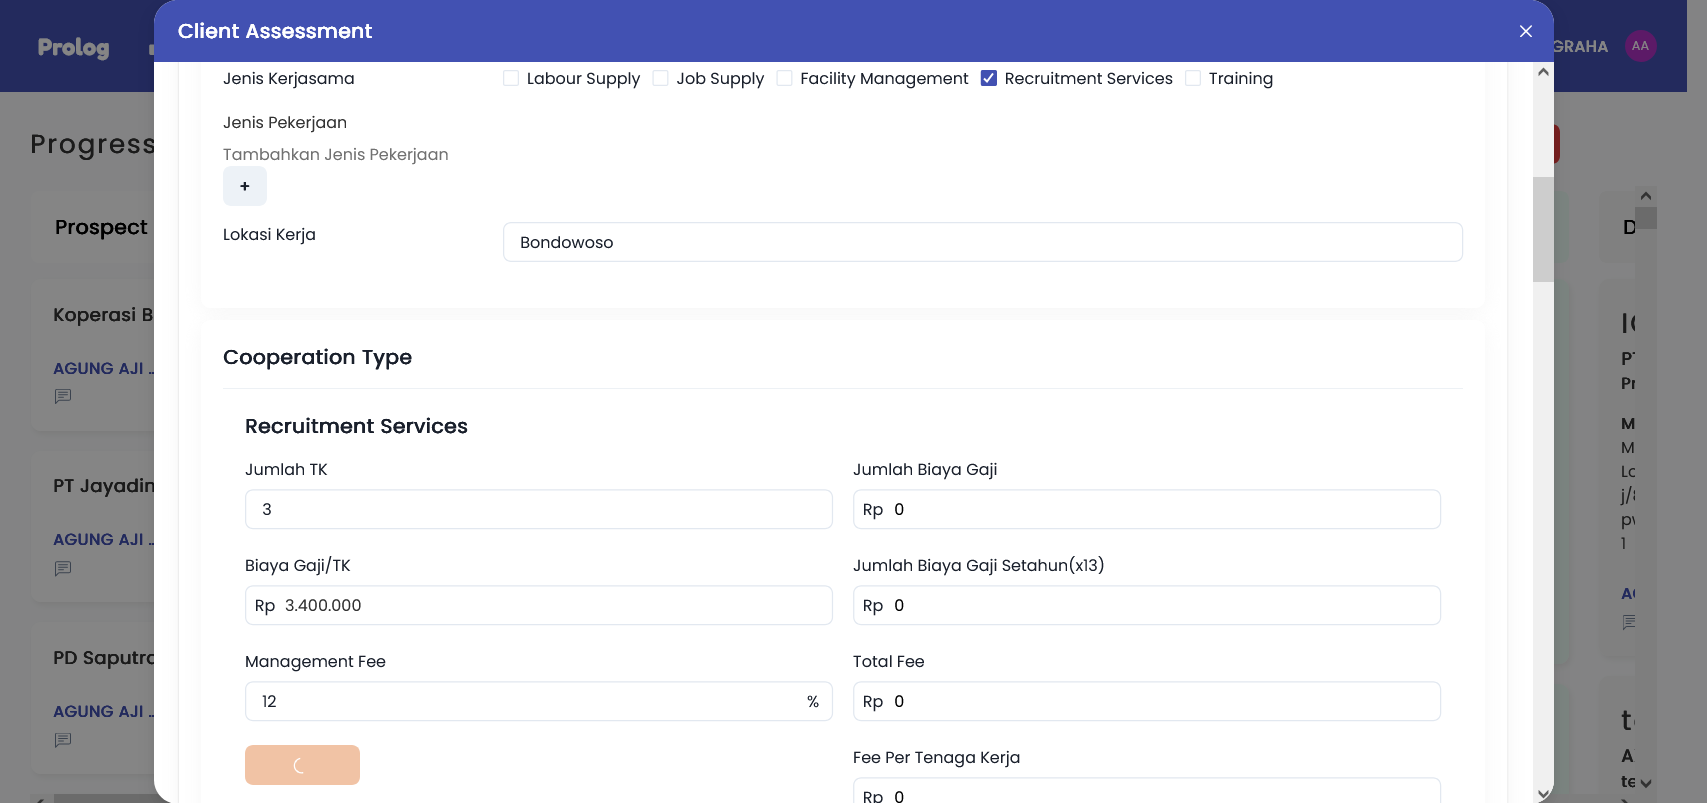 Client Assessment
Prolog
GRAHA
AA
Jenis Kerjasama
Labour Supply
Job Supply
Facility Management
Recruitment Services
Training
Jenis Pekerjaan
Progress
Tambahkan Jenis Pekerjaan
+
Prospect
Lokasi Kerja
Bondowoso
Koperasi B
Cooperation Type
AGUNG AJI ...
Recruitment Services
Jumlah TK
3
Jumlah Biaya Gaji
Rp 0
PT Jayadin
AGUNG AJI ...
Biaya Gaji/TK
Rp 3.400.000
Jumlah Biaya Gaji Setahun(x13)
Rp 0
PD Saputra
AGUNG AJI ...
Management Fee
12 %
Total Fee
Rp 0
Fee Per Tenaga Kerja
Rp 0
j/8
1
A
te